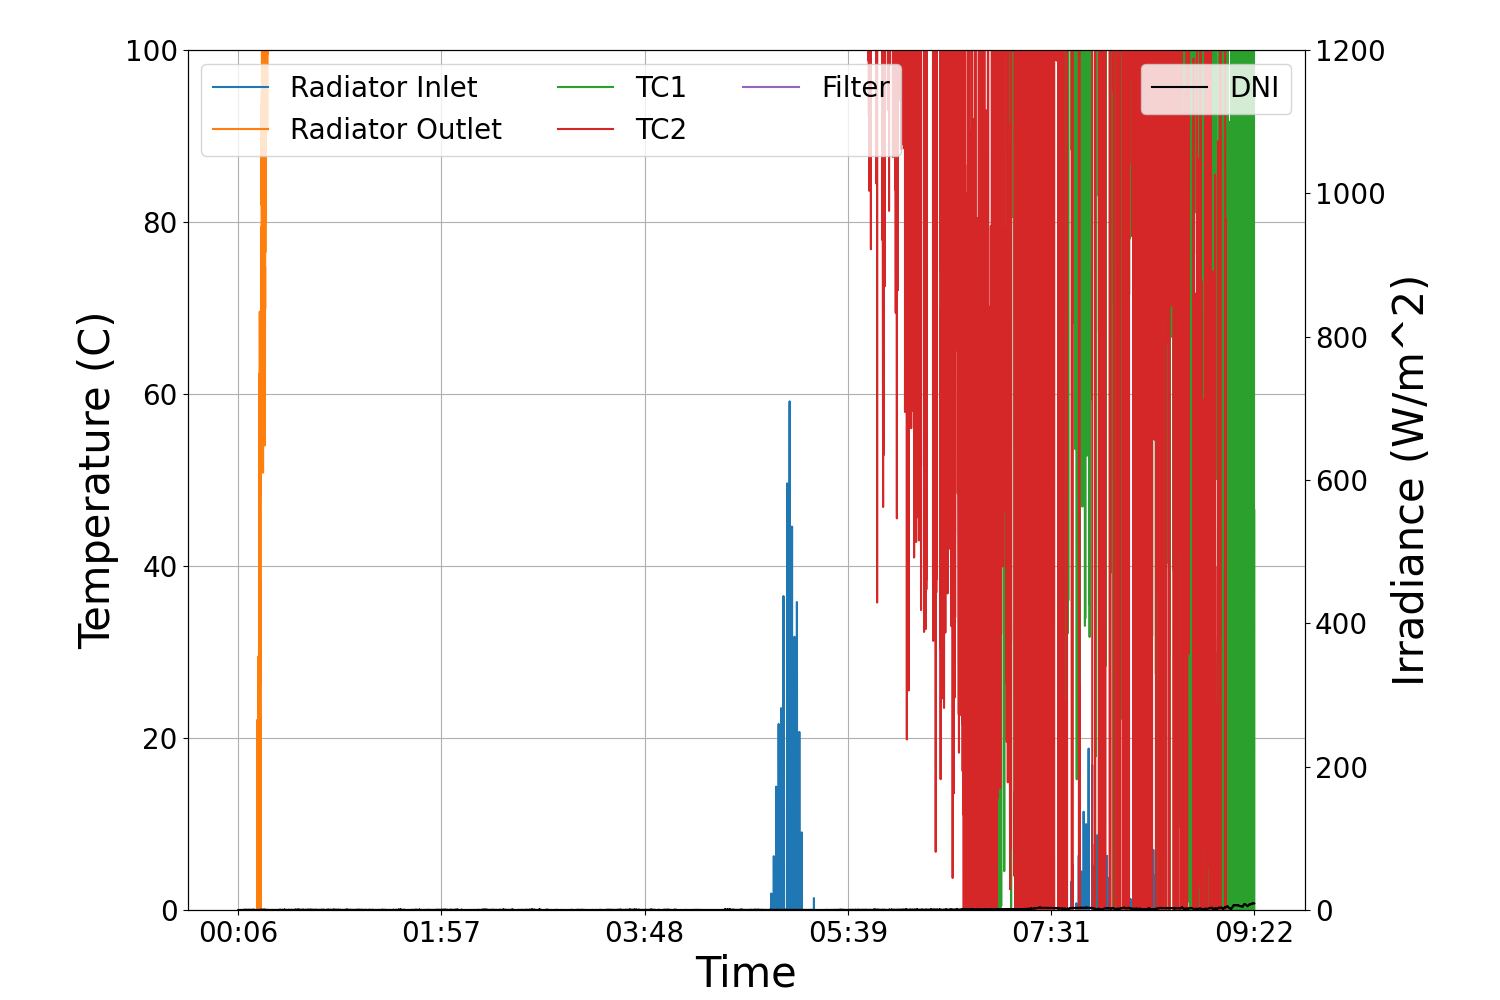 100
80
60
40
20
0
Temperature (C)
Radiator Inlet
Radiator Outlet
TC1
TC2
Filter
DNI
1200
1000
800
600
400
200
0
Irradiance (W/m^2)
00:06 01:57 03:48 05:39 07:31 09:22
Time